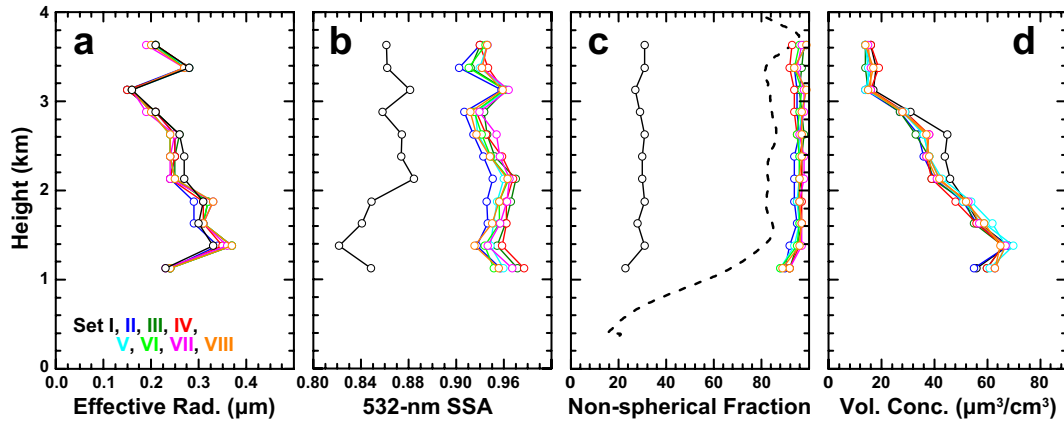 a b c d
4
3
2
1
0
Height (km)
Set I, II, III, IV,
V, VI, VII, VIII
0.0 0.1 0.2 0.3 0.4
0.80 0.84 0.88 0.90 0.96
0 20 40 60 80
0 20 40 60 80 100
Effective Rad. (µm) 532-nm SSA Non-spherical Fraction Vol. Conc. (µm³/cm³)